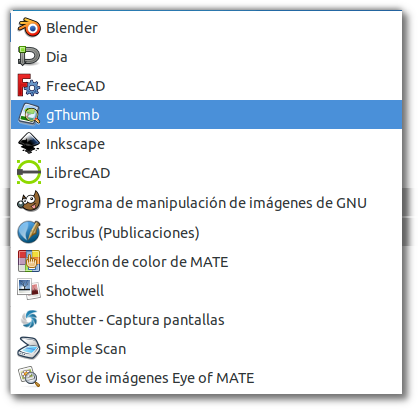 Blender
Dia
FreeCAD
gThumb
Inkscape
LibreCAD
Programa de manipulación de imágenes de GNU
Scribus (Publicaciones)
Selección de color de MATE
Shotwell
Shutter - Captura pantallas
Simple Scan
Visor de imágenes Eye of MATE